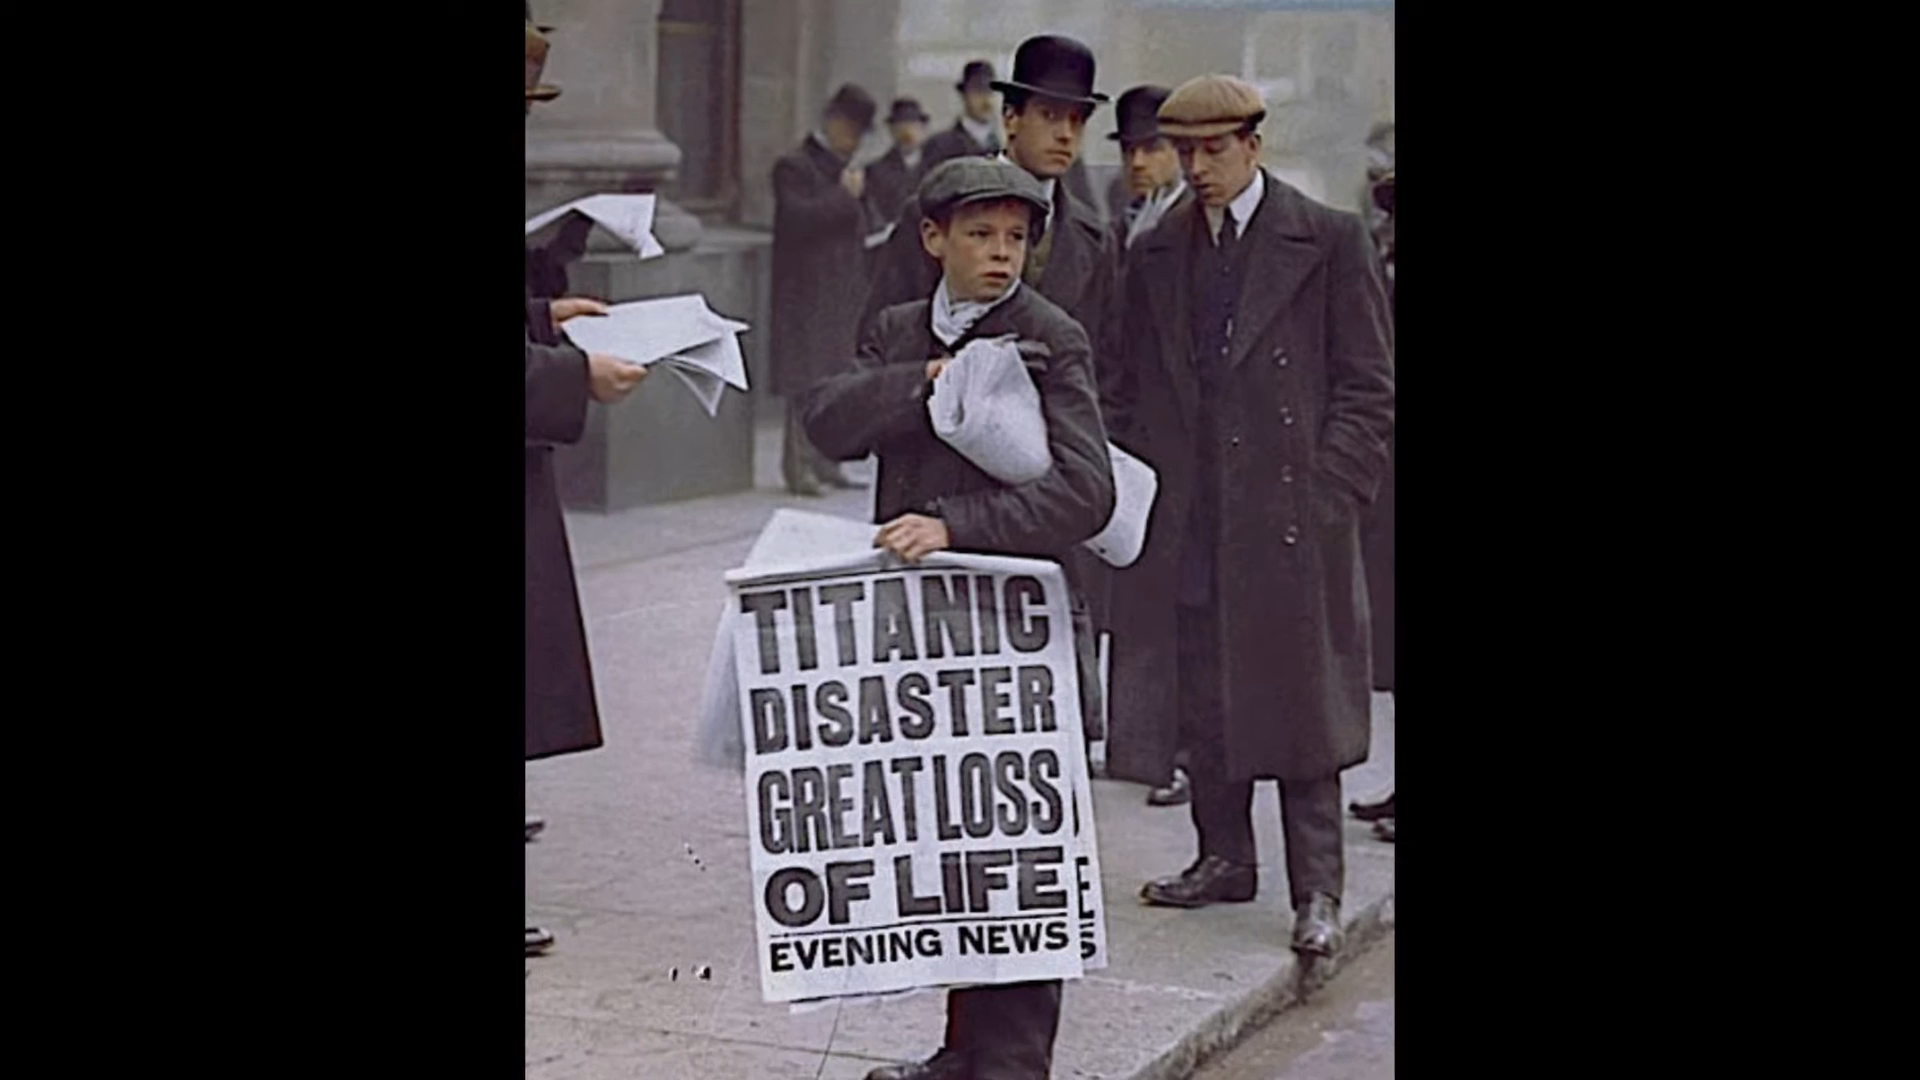 TITANIC
DISASTER
GREAT LOSS
OF LIFE
EVENING NEWS
E
S